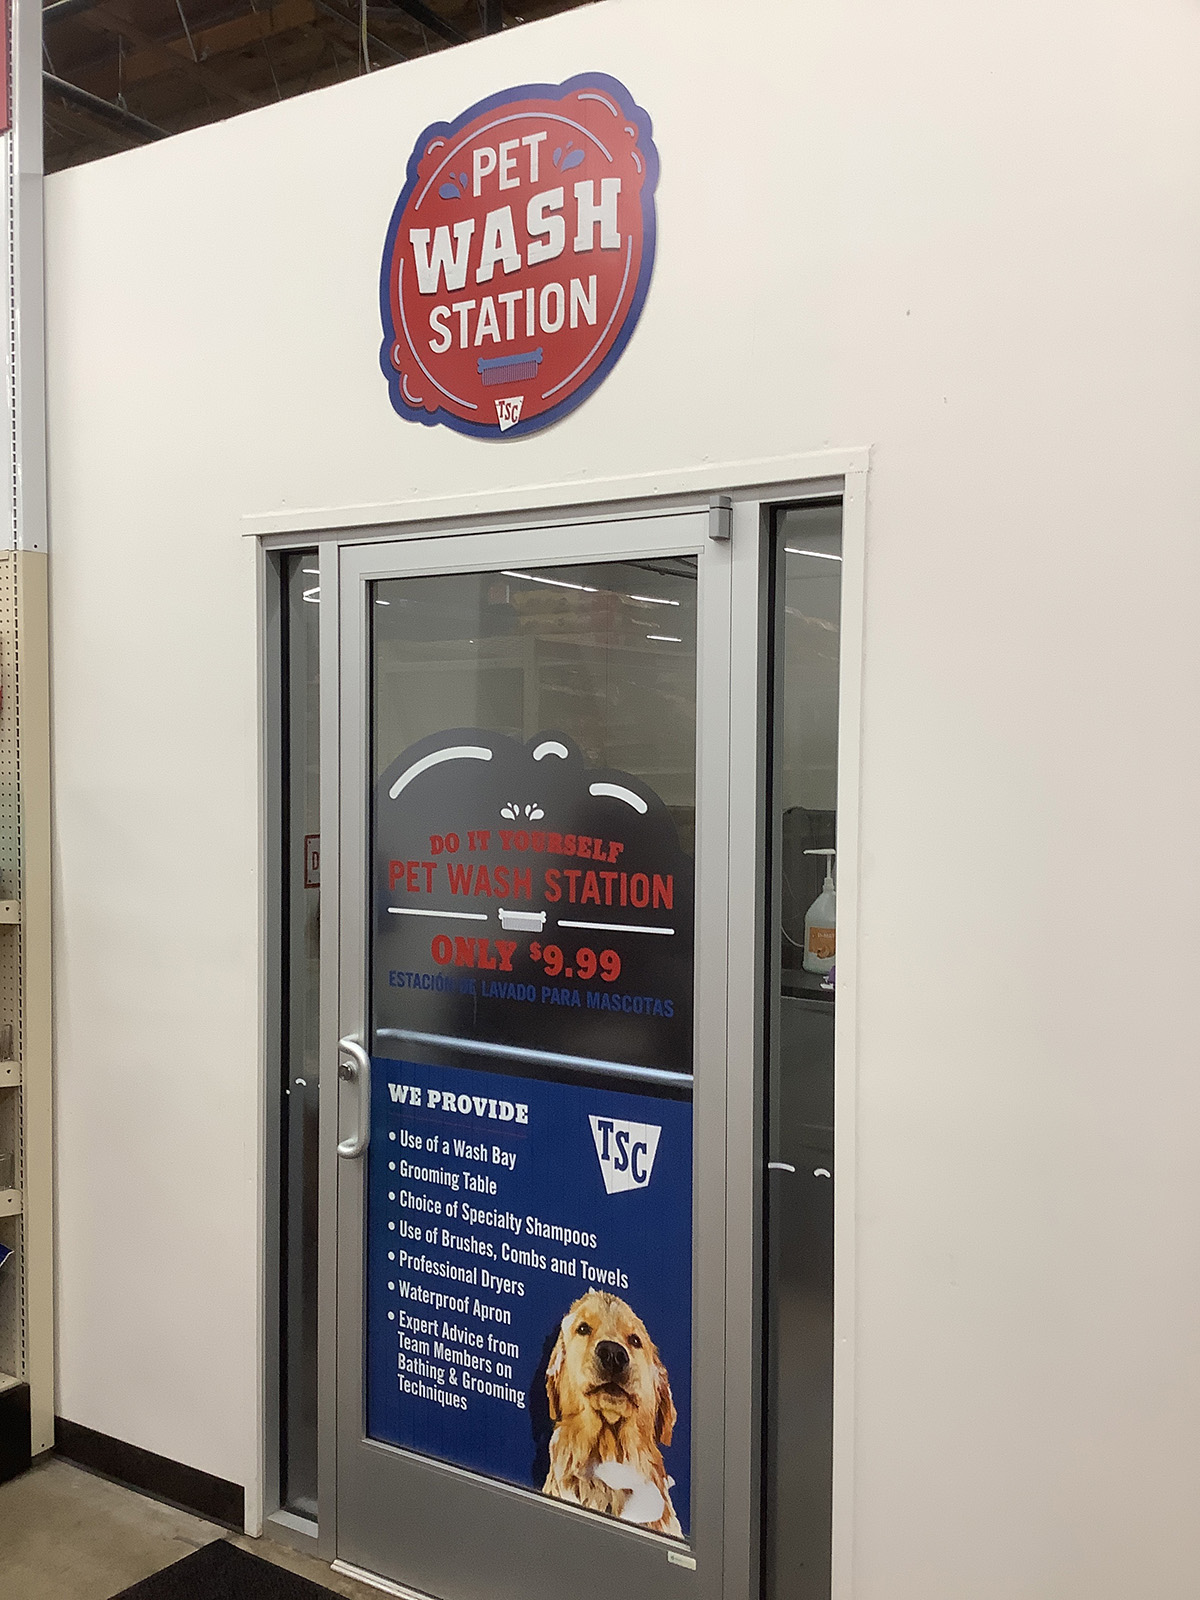 PET
WASH
STATION
TSC
DO IT YOURSELF
PET WASH STATION
ONLY $9.99
ESTACIÓN DE LAVADO PARA MASCOTAS
WE PROVIDE
TSC
• Use of a Wash Bay
• Grooming Table
• Choice of Specialty Shampoos
• Use of Brushes, Combs and Towels
• Professional Dryers
• Waterproof Apron
• Expert Advice from
Team Members on
Bathing & Grooming
Techniques